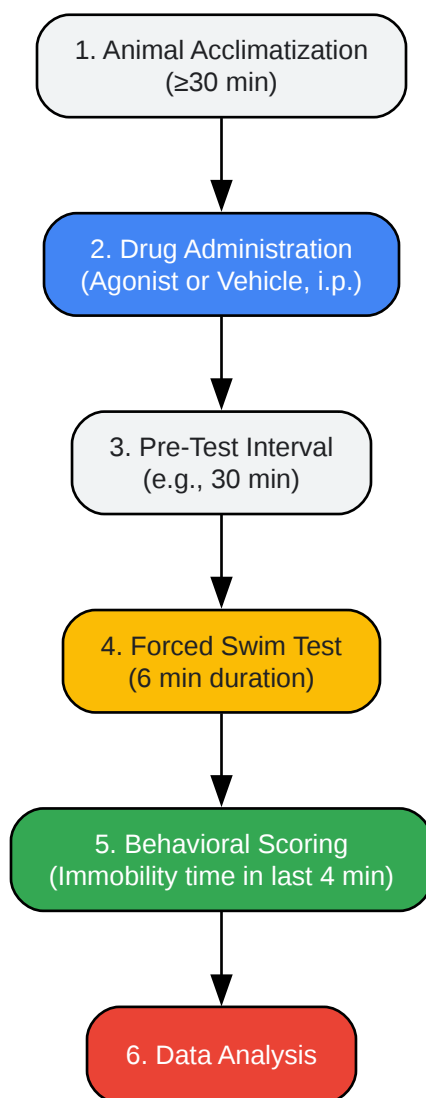 1. Animal Acclimatization
(≥30 min)
2. Drug Administration
(Agonist or Vehicle, i.p.)
3. Pre-Test Interval
(e.g., 30 min)
4. Forced Swim Test
(6 min duration)
5. Behavioral Scoring
(Immobility time in last 4 min)
6. Data Analysis